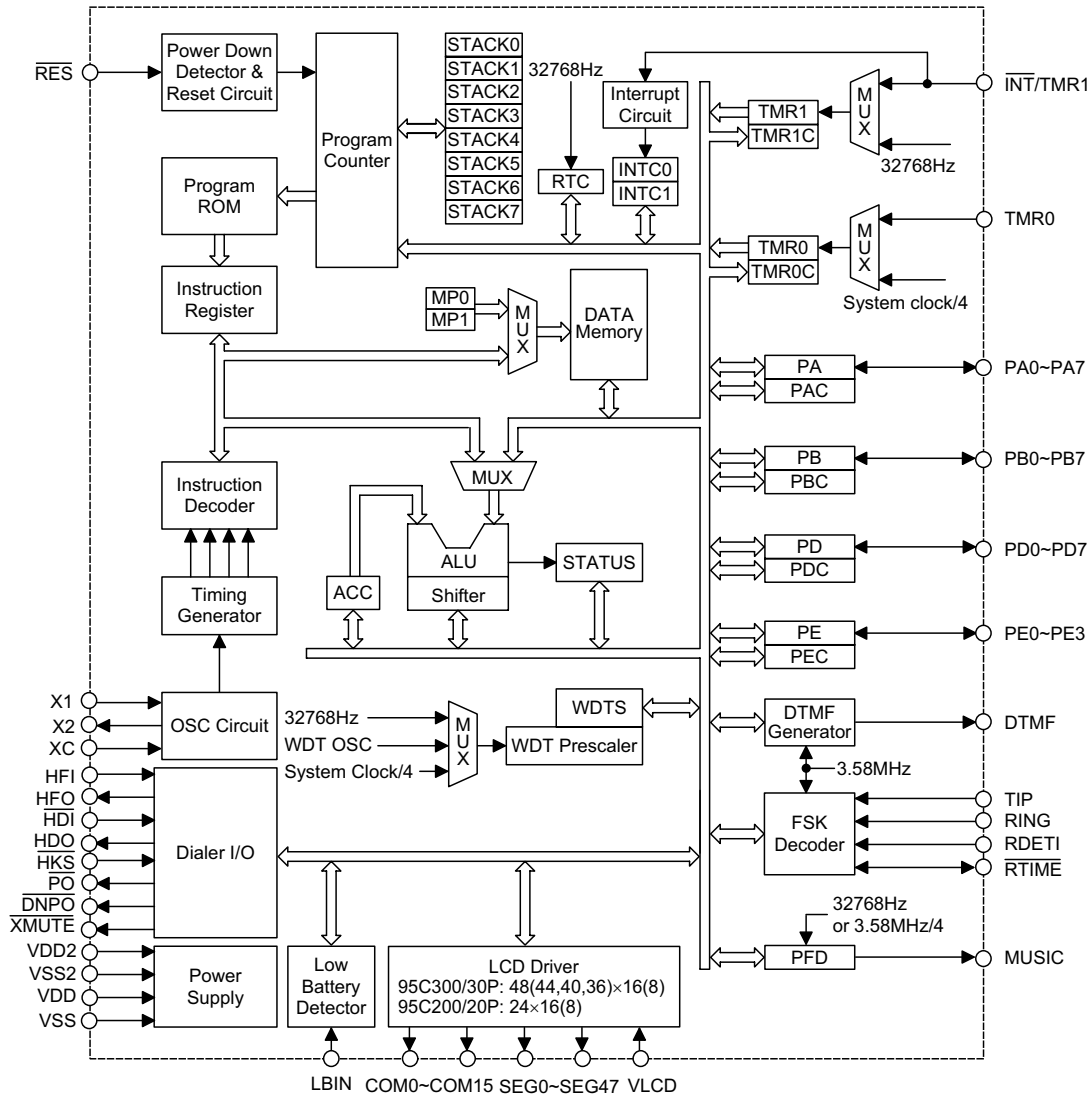 RES
Power Down
Detector &
Reset Circuit
Program
Counter
STACK0
STACK1
STACK2
STACK3
STACK4
STACK5
STACK6
STACK7
32768Hz
RTC
Interrupt
Circuit
INTC0
INTC1
TMR1
TMR1C
MUX
INT/TMR1
32768Hz
Program
ROM
TMR0
TMR0C
MUX
TMR0
System clock/4
Instruction
Register
MP0
MP1
MUX
DATA
Memory
PA
PAC
PA0~PA7
PB
PBC
PB0~PB7
Instruction
Decoder
MUX
ALU
Shifter
STATUS
ACC
PD
PDC
PD0~PD7
Timing
Generator
PE
PEC
PE0~PE3
X1
X2
XC
OSC Circuit
32768Hz
WDT OSC
System Clock/4
MUX
WDTS
WDT Prescaler
DTMF
Generator
DTMF
3.58MHz
HFI
HFO
HDI
HDO
HKS
PO
DNPO
XMUTE
Dialer I/O
FSK
Decoder
TIP
RING
RDETI
RTIME
32768Hz
or 3.58MHz/4
PFD
MUSIC
VDD2
VSS2
VDD
VSS
Power
Supply
Low
Battery
Detector
LCD Driver
95C300/30P: 48(44,40,36)×16(8)
95C200/20P: 24×16(8)
LBIN
COM0~COM15
SEG0~SEG47
VLCD